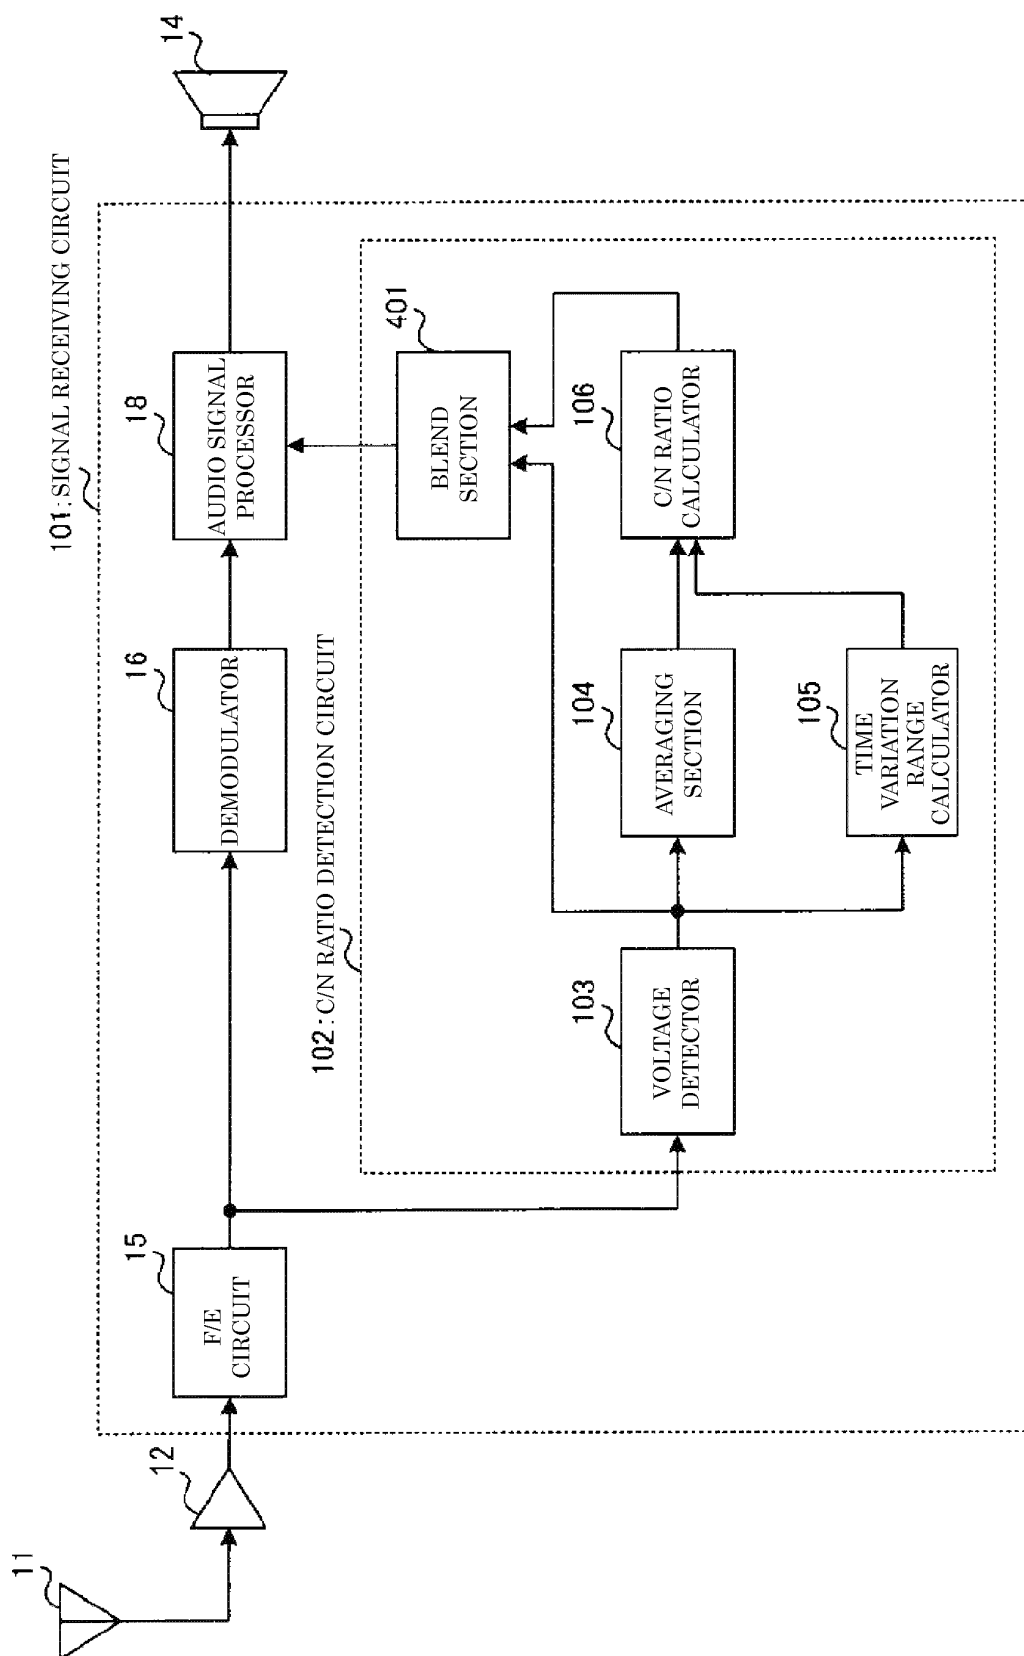 101: SIGNAL RECEIVING CIRCUIT
11
12
15
F/E
CIRCUIT
16
DEMODULATOR
18
AUDIO SIGNAL
PROCESSOR
14
102: C/N RATIO DETECTION CIRCUIT
401
BLEND
SECTION
103
VOLTAGE
DETECTOR
104
AVERAGING
SECTION
106
C/N RATIO
CALCULATOR
105
TIME
VARIATION
RANGE
CALCULATOR